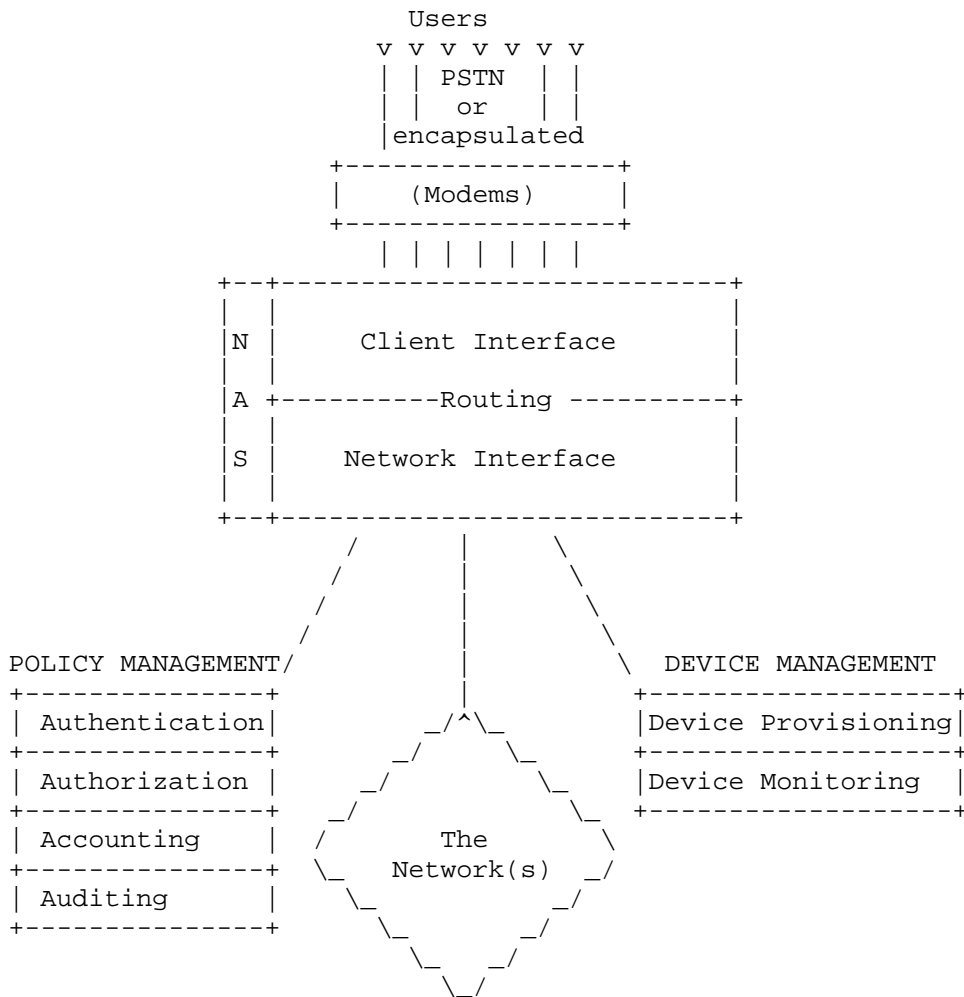 Users
v v v v v v v
| | PSTN | |
| | or | |
|encapsulated
+-----------------+
| (Modems) |
+-----------------+
| | | | | | |
+--+----------------------------+
| | |
|N | Client Interface |
| | |
|A +----------Routing ----------+
| | |
|S | Network Interface |
| | |
+--+----------------------------+
/ | \
/ | \
/ | \
/ | \
POLICY MANAGEMENT/ | \ DEVICE MANAGEMENT
+---------------+ | +-------------------+
| Authentication| _/^\_ |Device Provisioning|
+---------------+ _/ \_ +-------------------+
| Authorization | _/ \_ |Device Monitoring |
+---------------+ _/ \_ +-------------------+
| Accounting | / The \
+---------------+ \_ Network(s) _/
| Auditing | \_ _/
+---------------+ \_ _/
\_ _/
\_/